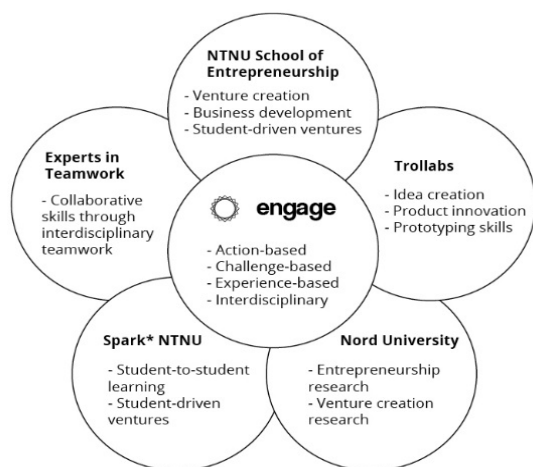 NTNU School of
Entrepreneurship
- Venture creation
- Business development
- Student-driven ventures
Experts in
Teamwork
- Collaborative
skills through
interdisciplinary
teamwork
Trollabs
- Idea creation
- Product innovation
- Prototyping skills
engage
- Action-based
- Challenge-based
- Experience-based
- Interdisciplinary
Spark* NTNU
- Student-to-student
learning
- Student-driven
ventures
Nord University
- Entrepreneurship
research
- Venture creation
research